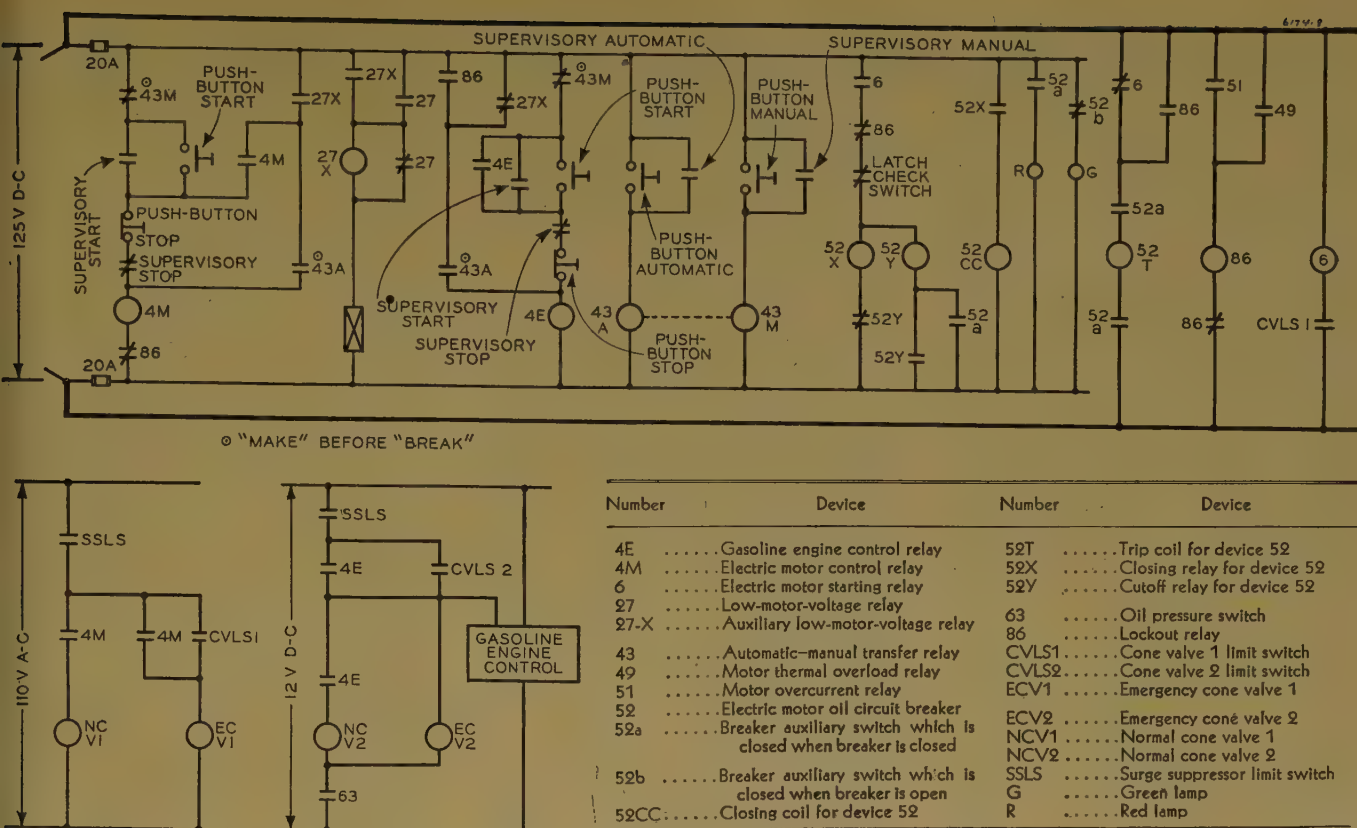 6174-8
SUPERVISORY AUTOMATIC
SUPERVISORY MANUAL
125V D-C
20A
43M
PUSH-
BUTTON
START
27X
4M
SUPERVISORY
START
PUSH-BUTTON
STOP
SUPERVISORY
STOP
43A
4M
86
20A
27X
27
27
X
27
86
27X
43M
PUSH-
BUTTON
START
4E
43A
SUPERVISORY
START
SUPERVISORY
STOP
4E
PUSH-
BUTTON
AUTOMATIC
43
A
PUSH-
BUTTON
STOP
PUSH-
BUTTON
MANUAL
43
M
6
86
LATCH
CHECK
SWITCH
52
X
52
Y
52Y
52Y
52
a
52X
52
CC
52
a
R
52
b
G
6
86
52a
52
T
52
a
51
49
86
86
6
CVLS 1
⊙ "MAKE" BEFORE "BREAK"
110V A-C
SSLS
4M
4M
CVLS1
NC
V1
EC
V1
12V D-C
SSLS
4E
CVLS 2
GASOLINE
ENGINE
CONTROL
4E
NC
V2
EC
V2
63
Number Device Number Device
4E ......Gasoline engine control relay
4M ......Electric motor control relay
6 ......Electric motor starting relay
27 ......Low-motor-voltage relay
27-X ......Auxiliary low-motor-voltage relay
43 ......Automatic-manual transfer relay
49 ......Motor thermal overload relay
51 ......Motor overcurrent relay
52 ......Electric motor oil circuit breaker
52a ......Breaker auxiliary switch which is
closed when breaker is closed
52b ......Breaker auxiliary switch which is
closed when breaker is open
52CC ......Closing coil for device 52
52T ......Trip coil for device 52
52X ......Closing relay for device 52
52Y ......Cutoff relay for device 52
63 ......Oil pressure switch
86 ......Lockout relay
CVLS1 ......Cone valve 1 limit switch
CVLS2 ......Cone valve 2 limit switch
ECV1 ......Emergency cone valve 1
ECV2 ......Emergency cone valve 2
NCV1 ......Normal cone valve 1
NCV2 ......Normal cone valve 2
SSLS ......Surge suppressor limit switch
G ......Green lamp
R ......Red lamp